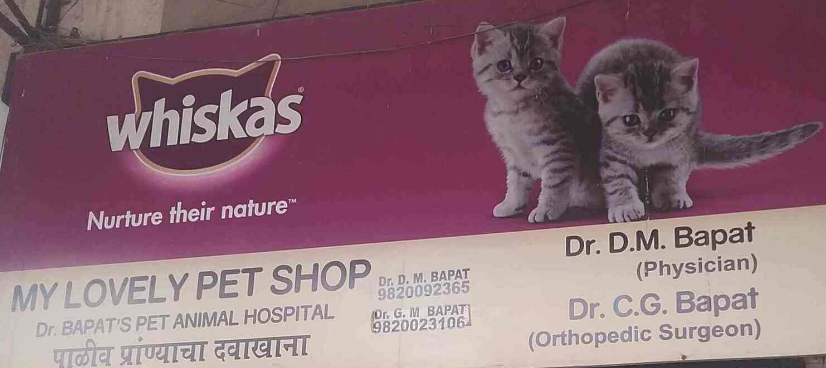 whiskas®
Nurture their nature™
MY LOVELY PET SHOP
Dr. BAPAT'S PET ANIMAL HOSPITAL
पाळीव प्राण्याचा दवाखाना
Dr. D. M. BAPAT
9820092365
Dr. G. M BAPAT
9820023106
Dr. D.M. Bapat
(Physician)
Dr. C.G. Bapat
(Orthopedic Surgeon)